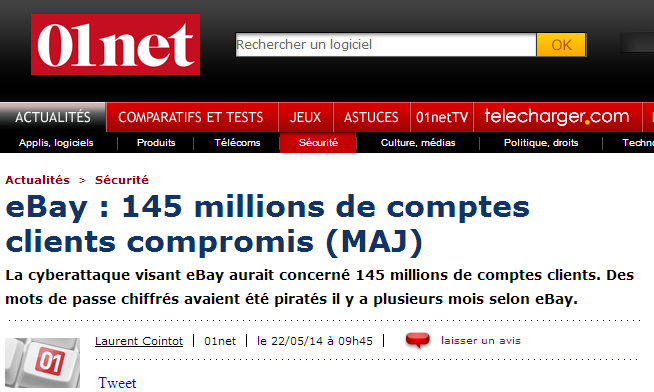 01net
Rechercher un logiciel OK
ACTUALITÉS COMPARATIFS ET TESTS JEUX ASTUCES 01netTV telecharger.com
Applis, logiciels Produits Télécoms Sécurité Culture, médias Politique, droits Techno
Actualités > Sécurité
eBay : 145 millions de comptes
clients compromis (MAJ)
La cyberattaque visant eBay aurait concerné 145 millions de comptes clients. Des
mots de passe chiffrés avaient été piratés il y a plusieurs mois selon eBay.
01
Laurent Cointot | 01net | le 22/05/14 à 09h45 | laisser un avis
Tweet